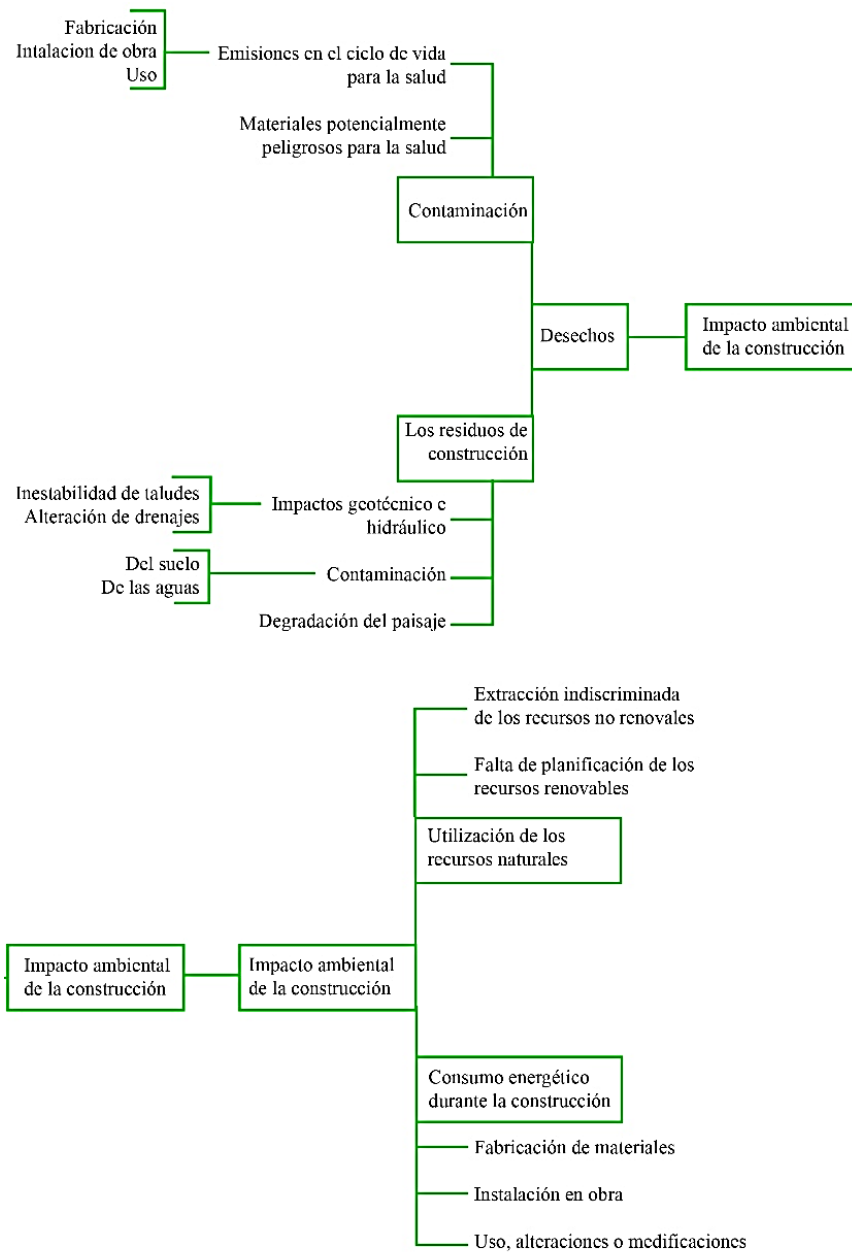 Fabricación
Intalacion de obra
Uso
Emisiones en el ciclo de vida
para la salud
Materiales potencialmente
peligrosos para la salud
Contaminación
Desechos
Impacto ambiental
de la construcción
Los residuos de
construcción
Inestabilidad de taludes
Alteración de drenajes
Impactos geotécnico e
hidráulico
Del suelo
De las aguas
Contaminación
Degradación del paisaje
Extracción indiscriminada
de los recursos no renovales
Falta de planificación de los
recursos renovables
Utilización de los
recursos naturales
Impacto ambiental
de la construcción
Impacto ambiental
de la construcción
Consumo energético
durante la construcción
Fabricación de materiales
Instalación en obra
Uso, alteraciones o medificaciones